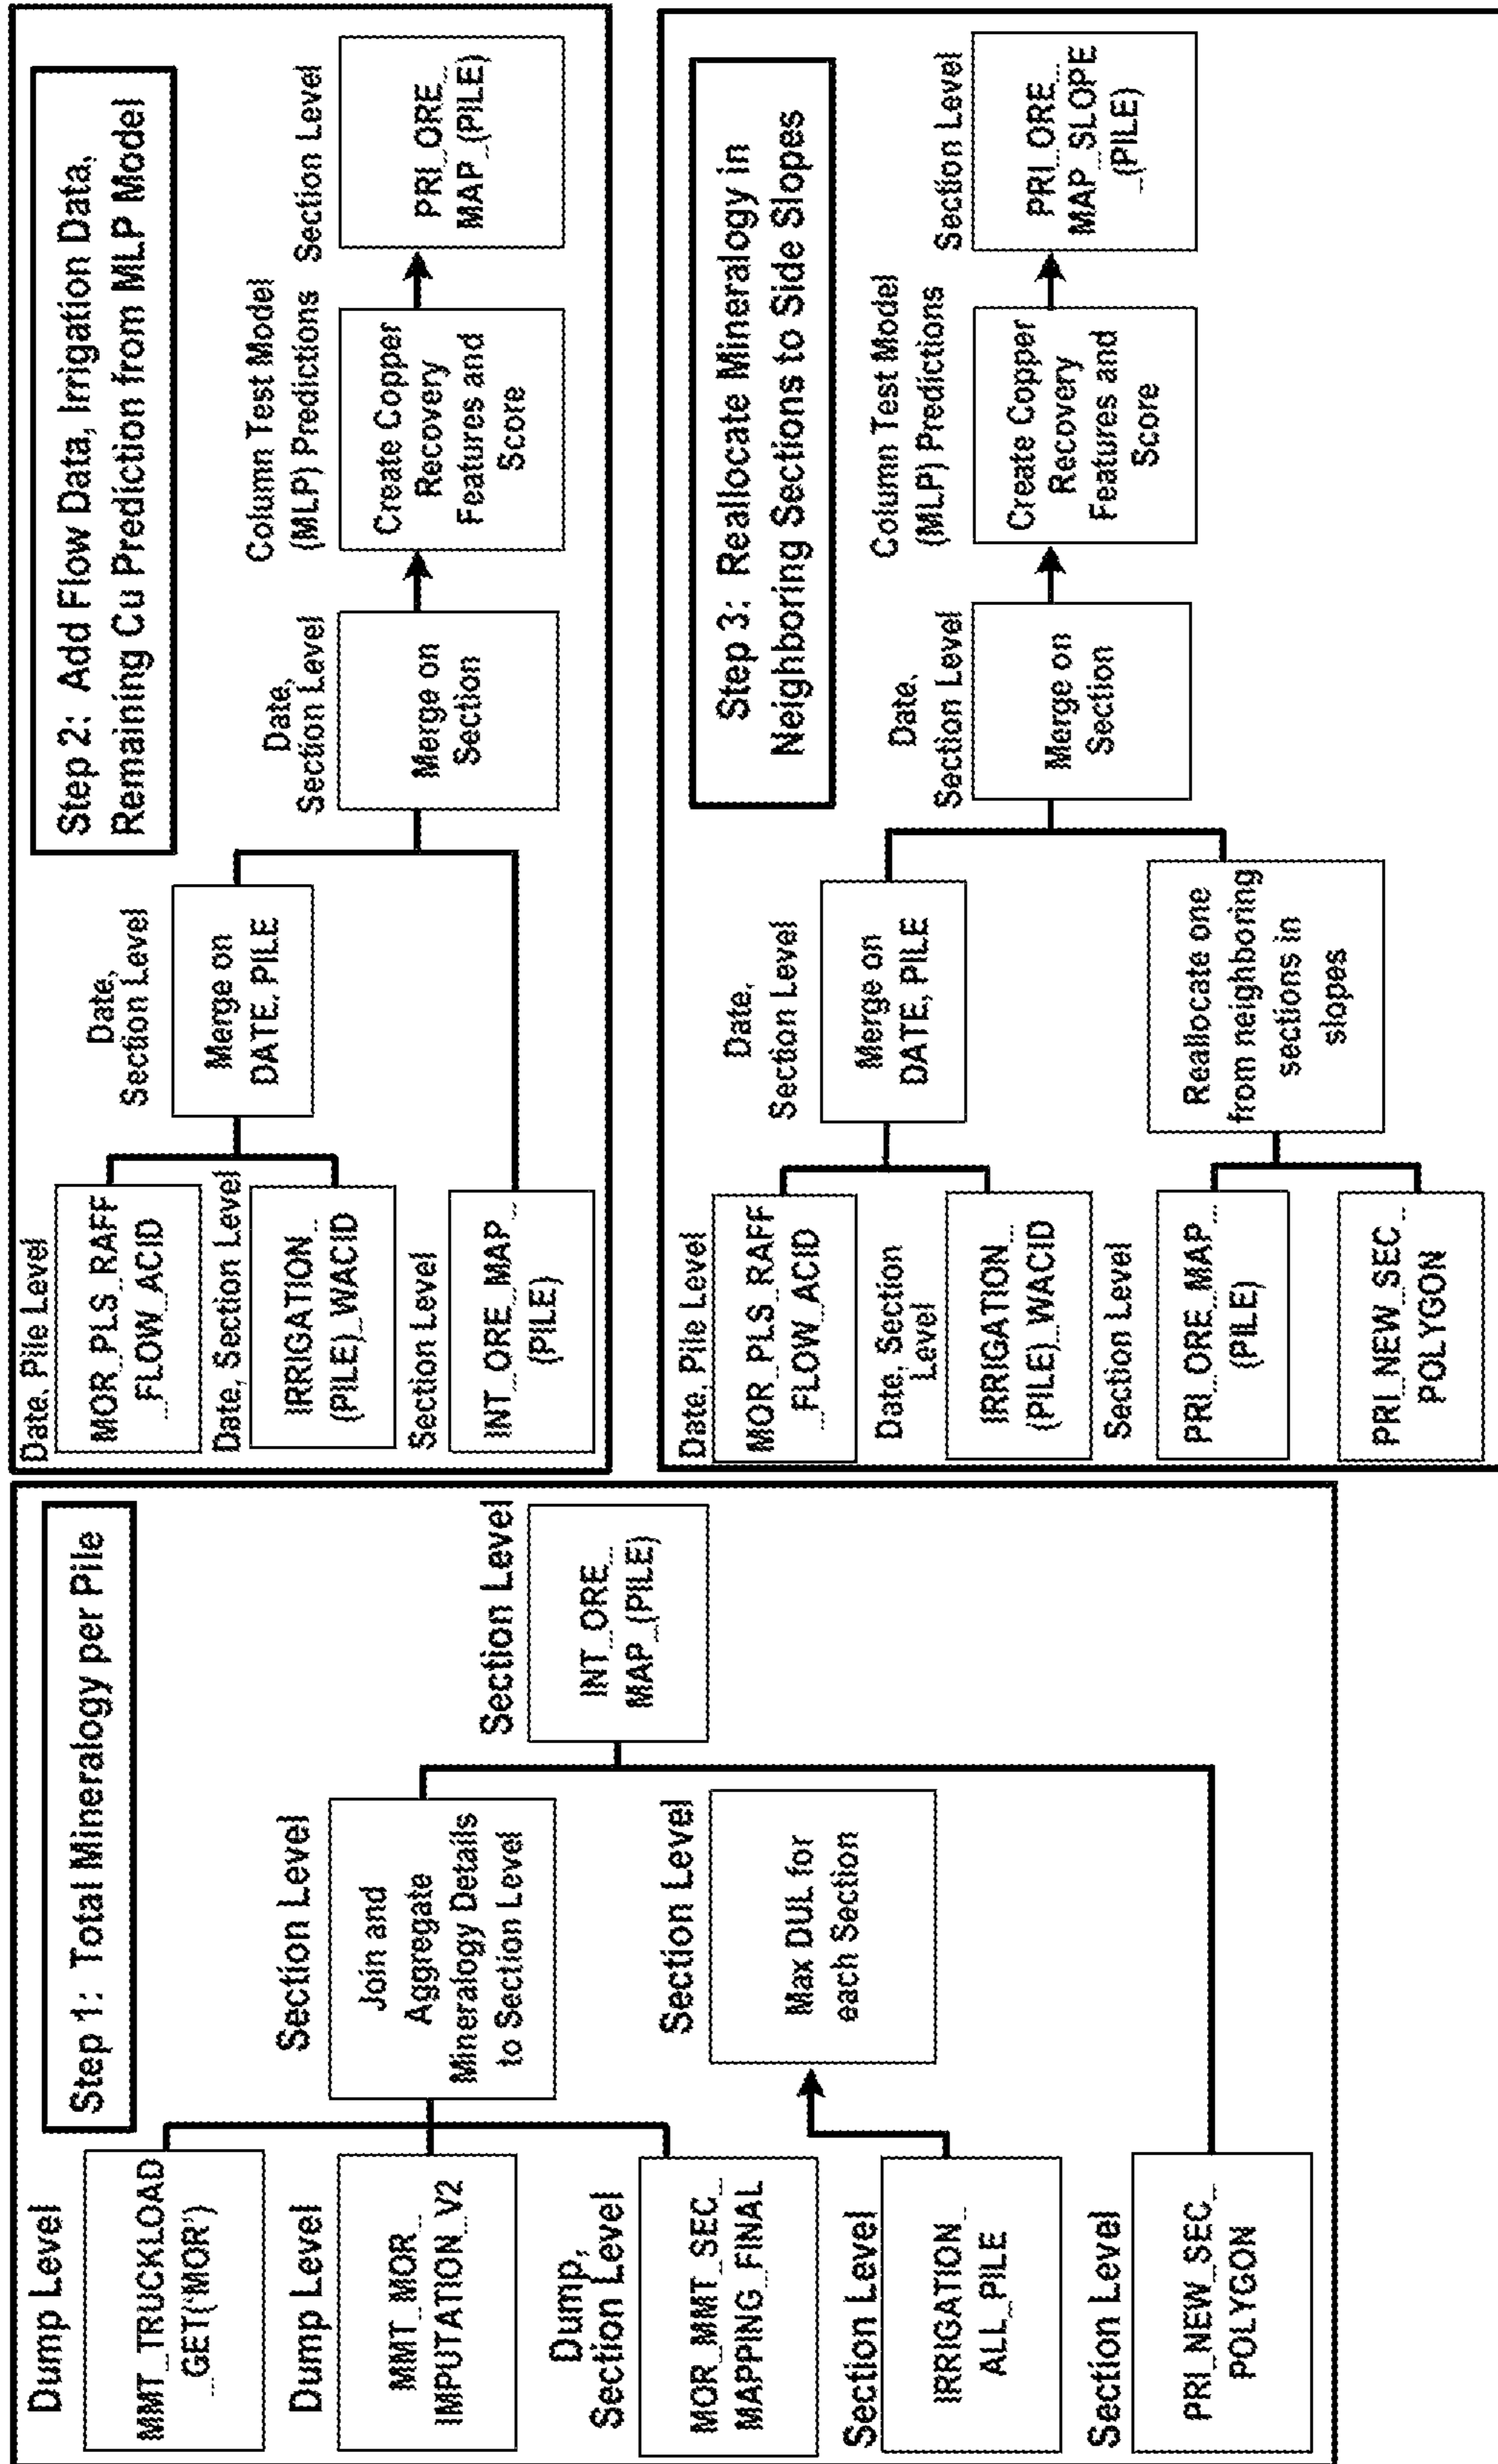 Step 1: Total Mineralogy per Pile
Dump Level
MMT_TRUCKLOAD
_GET('MOR')
Dump Level
MMT_MOR_
IMPUTATION_V2
Dump,
Section Level
MOR_MMT_SEC_
MAPPING_FINAL
Section Level
IRRIGATION_
ALL_PILE
Section Level
PRI_NEW_SEC_
POLYGON
Section Level
Join and
Aggregate
Mineralogy Details
to Section Level
Section Level
Max DUL for
each Section
Section Level
INT_ORE_
MAP_(PILE)
Step 2: Add Flow Data, Irrigation Data,
Remaining Cu Prediction from MLP Model
Date, Pile Level
MOR_PLS_RAFF
_FLOW_ACID
Date, Section Level
IRRIGATION_
(PILE)_WACID
Section Level
INT_ORE_MAP_
(PILE)
Date,
Section Level
Merge on
DATE, PILE
Date,
Section Level
Merge on
Section
Column Test Model
(MLP) Predictions
Create Copper
Recovery
Features and
Score
Section Level
PRI_ORE_
MAP_(PILE)
Step 3: Reallocate Mineralogy in
Neighboring Sections to Side Slopes
Date, Pile Level
MOR_PLS_RAFF
_FLOW_ACID
Date, Section
Level
IRRIGATION_
(PILE)_WACID
Section Level
PRI_ORE_MAP_
(PILE)
PRI_NEW_SEC_
POLYGON
Date,
Section Level
Merge on
DATE, PILE
Reallocate one
from neighboring
sections in
slopes
Date,
Section Level
Merge on
Section
Column Test Model
(MLP) Predictions
Create Copper
Recovery
Features and
Score
Section Level
PRI_ORE_
MAP_SLOPE
_(PILE)